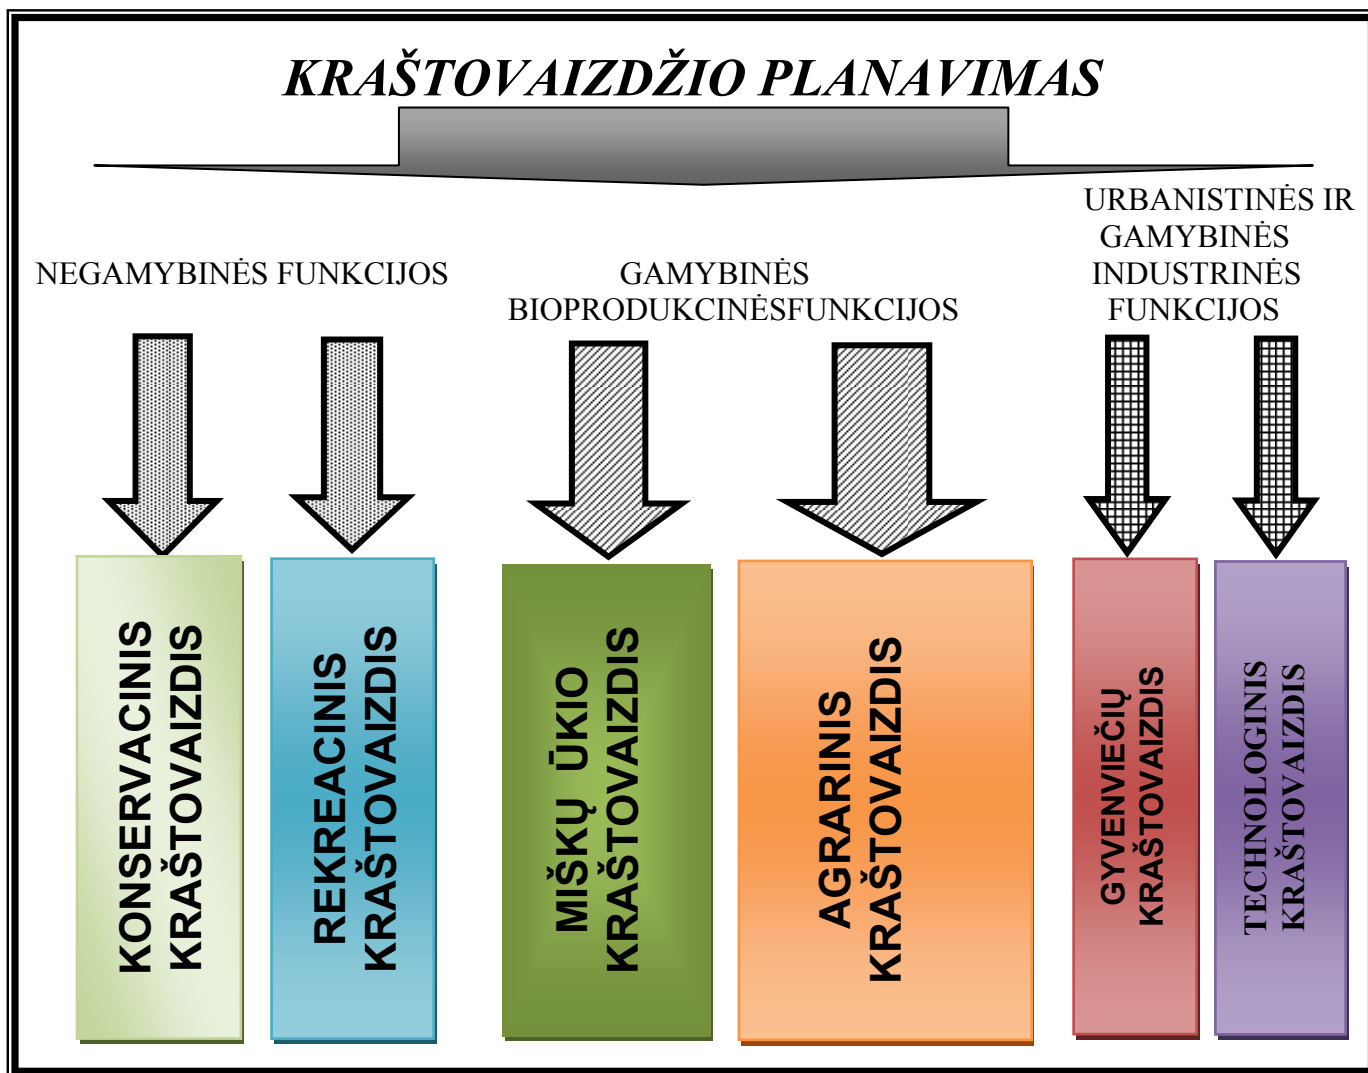 KRAŠTOVAIZDŽIO PLANAVIMAS
NEGAMYBINĖS FUNKCIJOS
GAMYBINĖS
BIOPRODUKCINĖSFUNKCIJOS
URBANISTINĖS IR
GAMYBINĖS
INDUSTRINĖS
FUNKCIJOS
KONSERVACINIS
KRAŠTOVAIZDIS
REKREACINIS
KRAŠTOVAIZDIS
MIŠKŲ ŪKIO
KRAŠTOVAIZDIS
AGRARINIS
KRAŠTOVAIZDIS
GYVENVIEČIŲ
KRAŠTOVAIZDIS
TECHNOLOGINIS
KRAŠTOVAIZDIS